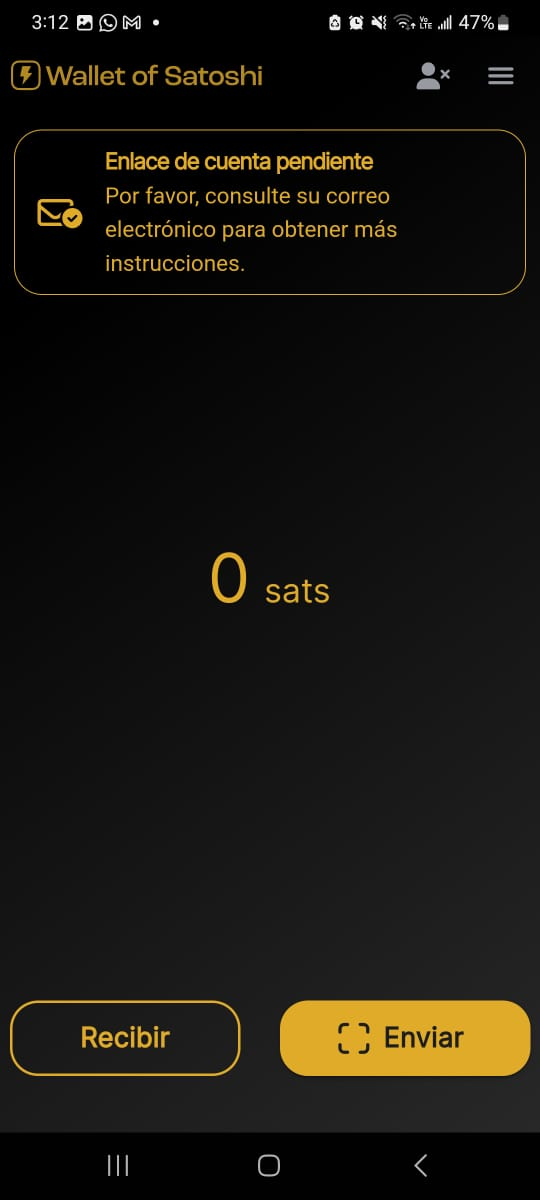 3:12 47%
Wallet of Satoshi
Enlace de cuenta pendiente
Por favor, consulte su correo
electrónico para obtener más
instrucciones.
0 sats
Recibir
Enviar